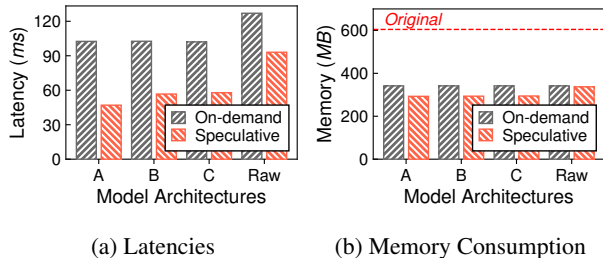 Latency (ms)
120
90
60
30
0
On-demand
Speculative
A B C Raw
Model Architectures
(a) Latencies
Memory (MB)
600
400
200
0
Original
On-demand
Speculative
A B C Raw
Model Architectures
(b) Memory Consumption